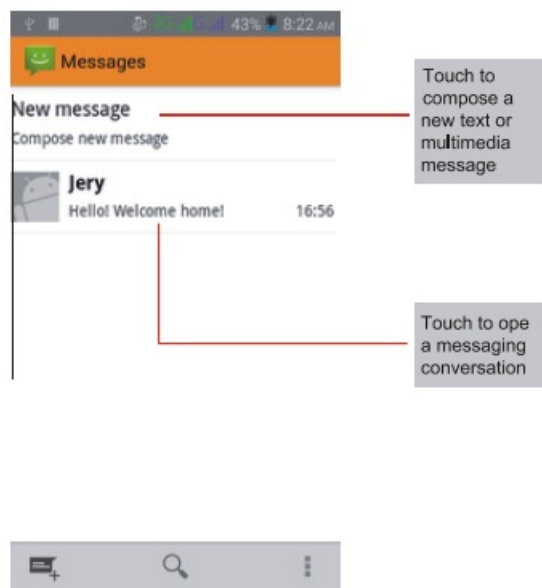 43% 8:22 AM
Messages
New message
Compose new message
Jery
Hello! Welcome home! 16:56
Touch to
compose a
new text or
multimedia
message
Touch to ope
a messaging
conversation